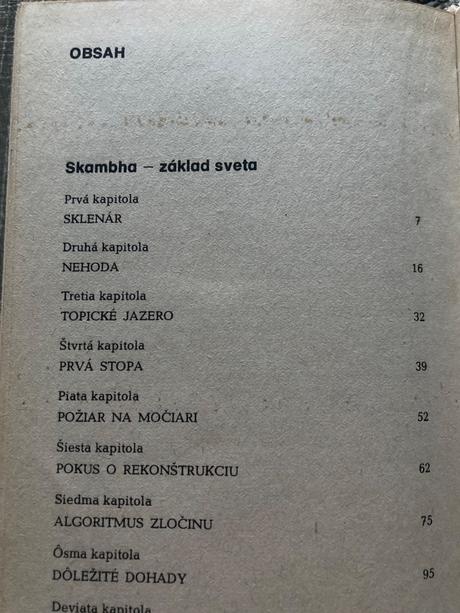 OBSAH
Skambha – základ sveta
Prvá kapitola
SKLENÁR 7
Druhá kapitola
NEHODA 16
Tretia kapitola
TOPICKÉ JAZERO 32
Štvrtá kapitola
PRVÁ STOPA 39
Piata kapitola
POŽIAR NA MOČIARI 52
Šiesta kapitola
POKUS O REKONŠTRUKCIU 62
Siedma kapitola
ALGORITMUS ZLOČINU 75
Ôsma kapitola
DÔLEŽITÉ DOHADY 95
Deviata kapitola